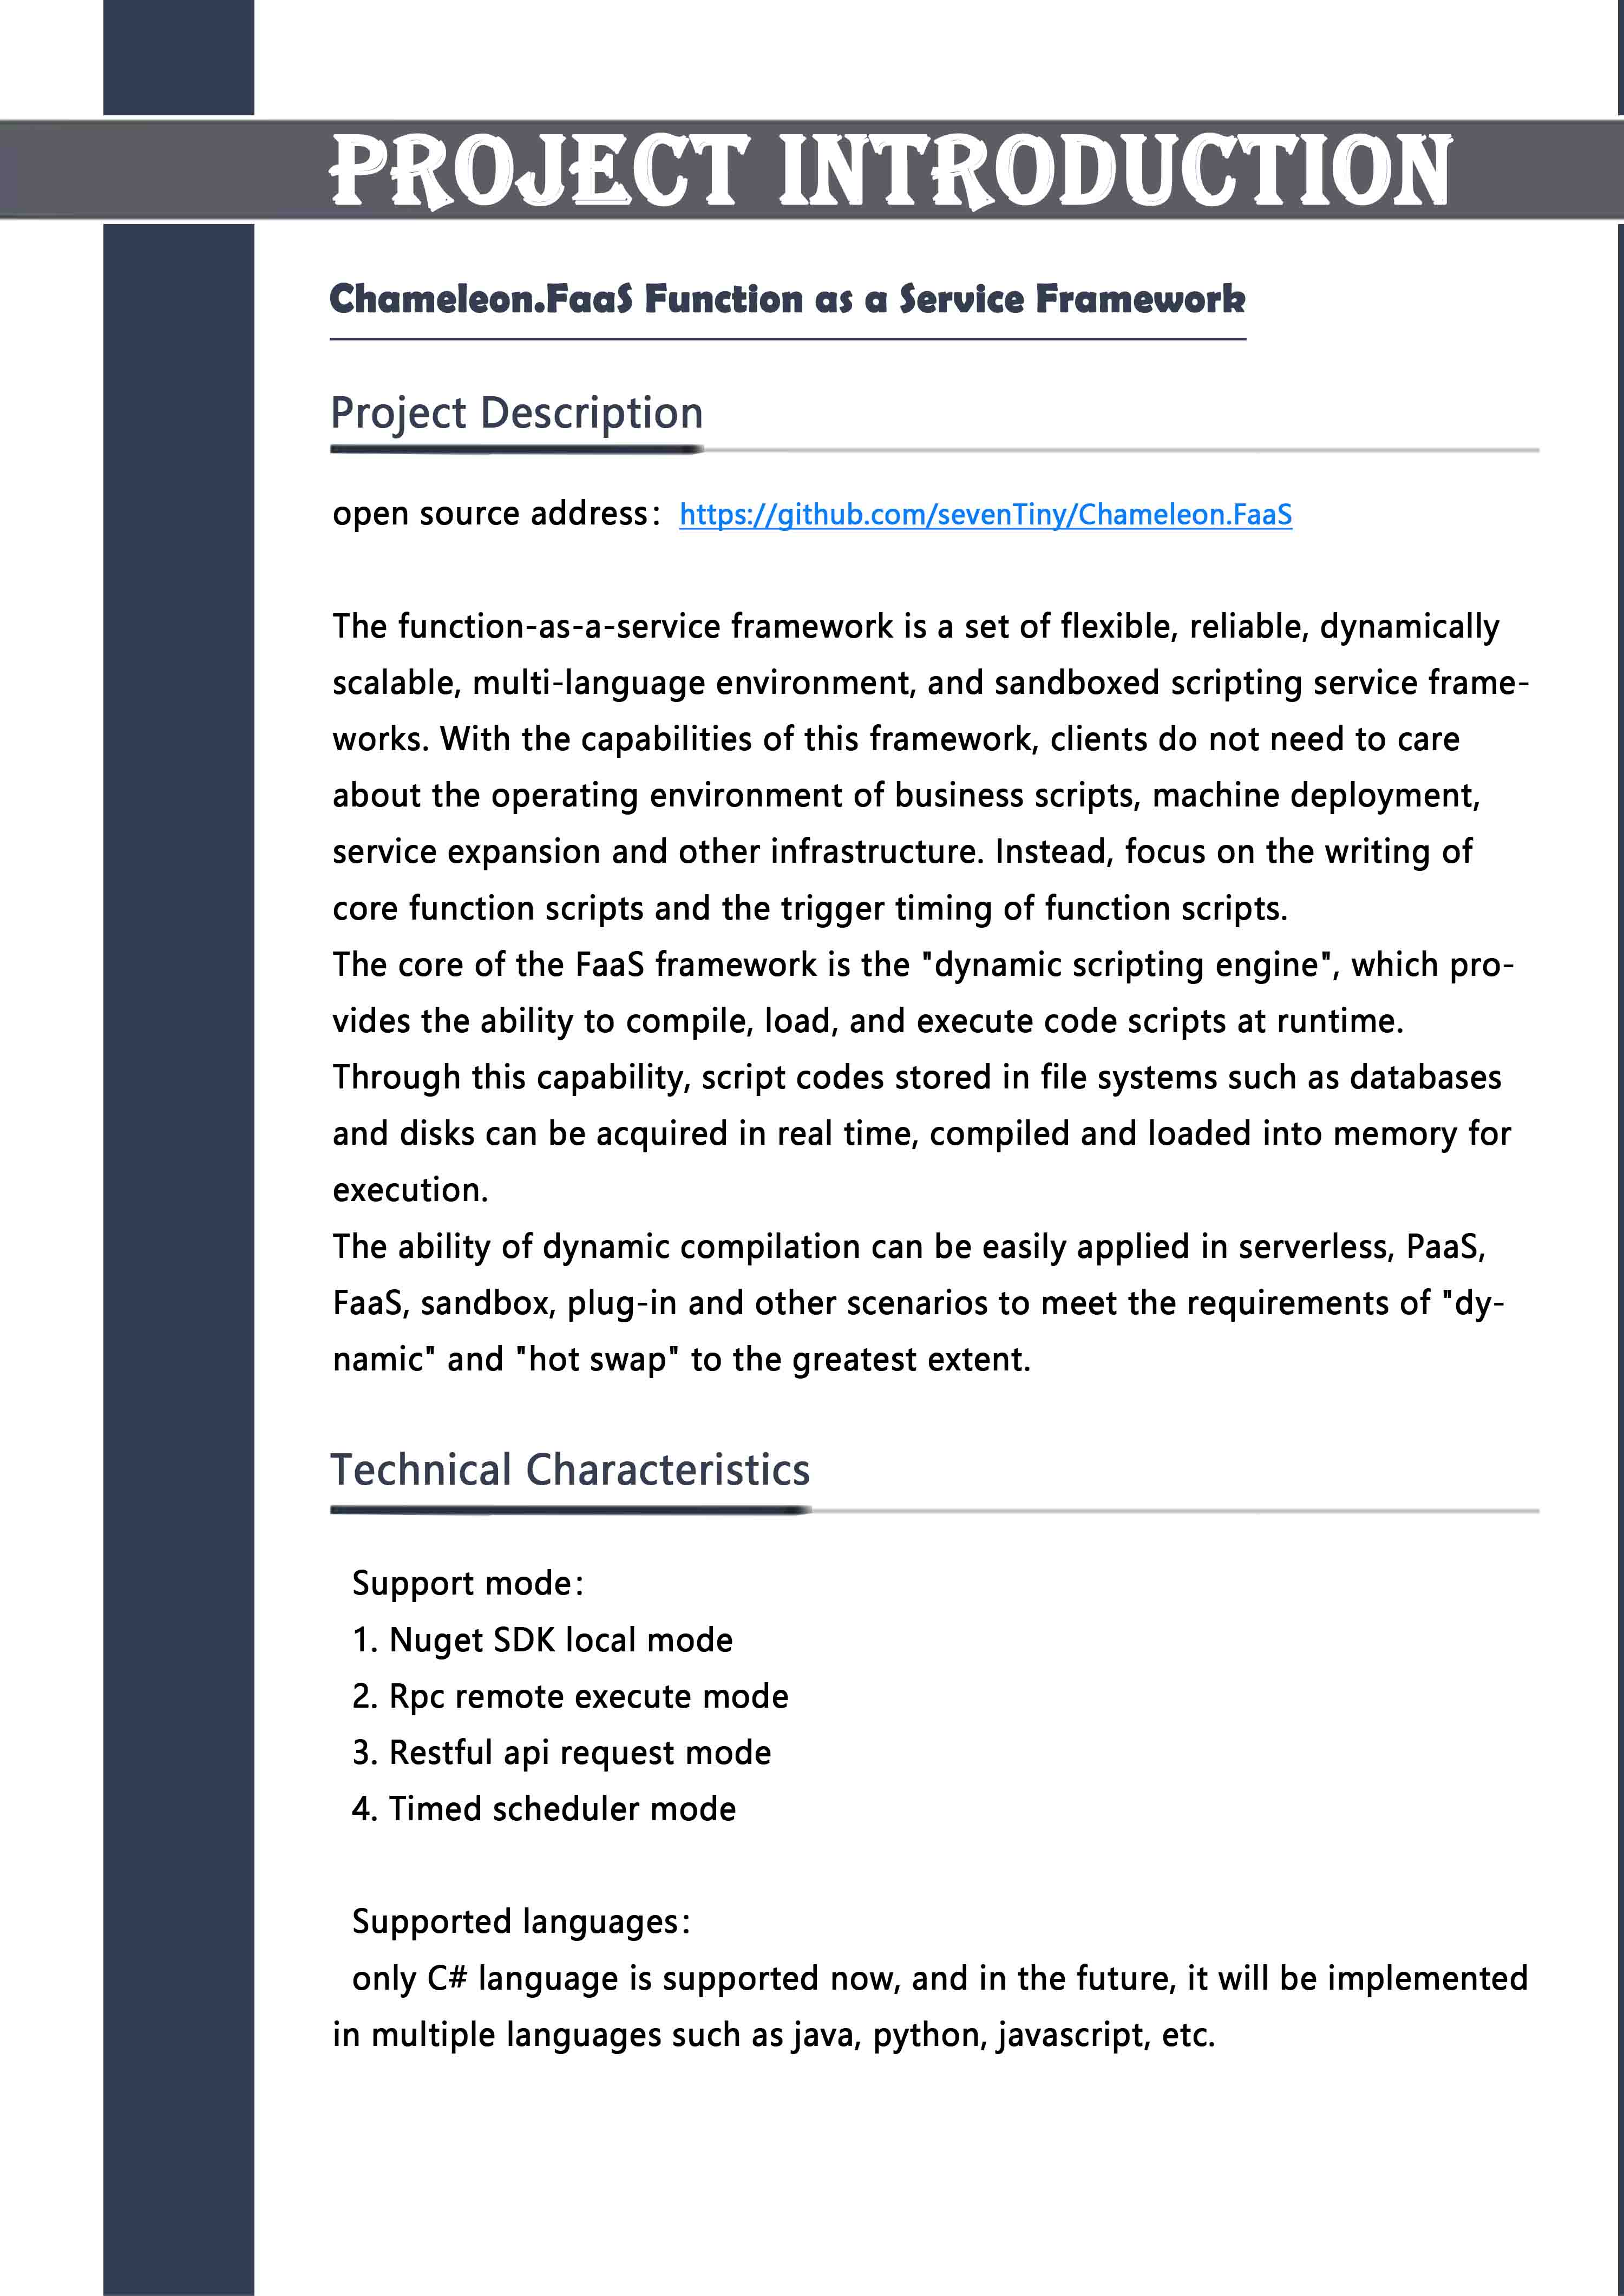 PROJECT INTRODUCTION
Chameleon.FaaS Function as a Service Framework
Project Description
open source address： https://github.com/sevenTiny/Chameleon.FaaS
The function-as-a-service framework is a set of flexible, reliable, dynamically
scalable, multi-language environment, and sandboxed scripting service frame-
works. With the capabilities of this framework, clients do not need to care
about the operating environment of business scripts, machine deployment,
service expansion and other infrastructure. Instead, focus on the writing of
core function scripts and the trigger timing of function scripts.
The core of the FaaS framework is the "dynamic scripting engine", which pro-
vides the ability to compile, load, and execute code scripts at runtime.
Through this capability, script codes stored in file systems such as databases
and disks can be acquired in real time, compiled and loaded into memory for
execution.
The ability of dynamic compilation can be easily applied in serverless, PaaS,
FaaS, sandbox, plug-in and other scenarios to meet the requirements of "dy-
namic" and "hot swap" to the greatest extent.
Technical Characteristics
Support mode：
1. Nuget SDK local mode
2. Rpc remote execute mode
3. Restful api request mode
4. Timed scheduler mode
Supported languages：
only C# language is supported now, and in the future, it will be implemented
in multiple languages such as java, python, javascript, etc.